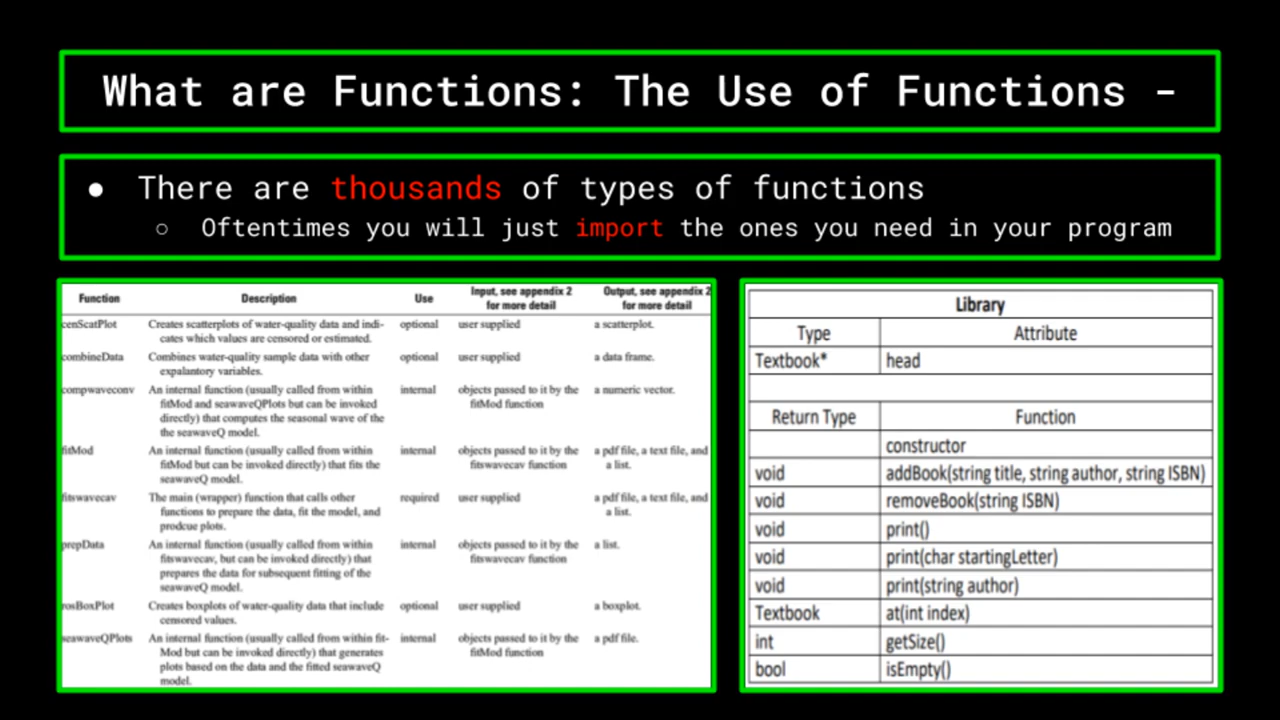 What are Functions: The Use of Functions -
● There are thousands of types of functions
○ Oftentimes you will just import the ones you need in your program
Function Description Use Input, see appendix 2 for more detail Output, see appendix 2 for more detail
cenScatPlot Creates scatterplots of water-quality data and indi- optional user supplied a scatterplot.
cates which values are censored or estimated.
combineData Combines water-quality sample data with other optional user supplied a data frame.
expalantory variables.
compwaveconv An internal function (usually called from within internal objects passed to it by the a numeric vector.
fitMod and seawaveQPlots but can be invoked fitMod function
directly) that computes the seasonal wave of the
the seawaveQ model.
fitMod An internal function (usually called from within internal objects passed to it by the a pdf file, a text file, and
fitMod but can be invoked directly) that fits the fitswavecav function a list.
seawaveQ model.
fitswavecav The main (wrapper) function that calls other required user supplied a pdf file, a text file, and
functions to prepare the data, fit the model, and a list.
prodcue plots.
prepData An internal function (usually called from within internal objects passed to it by the a list.
fitswavecav, but can be invoked directly) that fitswavecav function
prepares the data for subsequent fitting of the
seawaveQ model.
rosBoxPlot Creates boxplots of water-quality data that include optional user supplied a boxplot.
censored values.
seawaveQPlots An internal function (usually called from within fit- internal objects passed to it by the a pdf file.
Mod but can be invoked directly) that generates fitMod function
plots based on the data and the fitted seawaveQ
model.
Library
Type Attribute
Textbook* head
Return Type Function
constructor
void addBook(string title, string author, string ISBN)
void removeBook(string ISBN)
void print()
void print(char startingLetter)
void print(string author)
Textbook at(int index)
int getSize()
bool isEmpty()